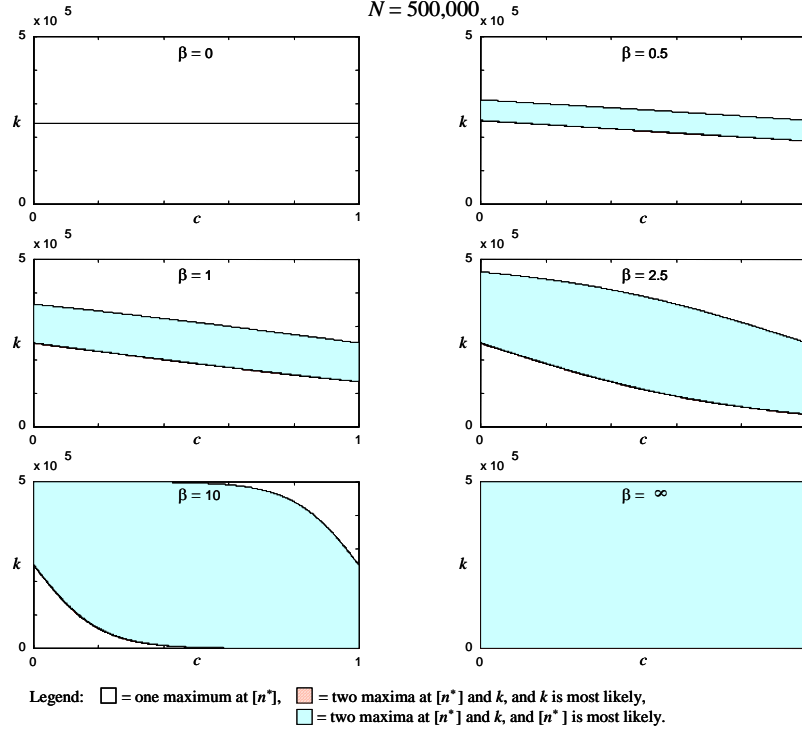 N = 500,000
x 10 5
x 10 5
5
β = 0
5
β = 0.5
k
k
0
0
0
c
1
0
c
x 10 5
x 10 5
5
β = 1
5
β = 2.5
k
k
0
0
0
c
1
0
c
x 10 5
x 10 5
5
β = 10
5
β = ∞
k
k
0
0
0
c
1
0
c
Legend: = one maximum at [n*], = two maxima at [n*] and k, and k is most likely,
= two maxima at [n*] and k, and [n*] is most likely.